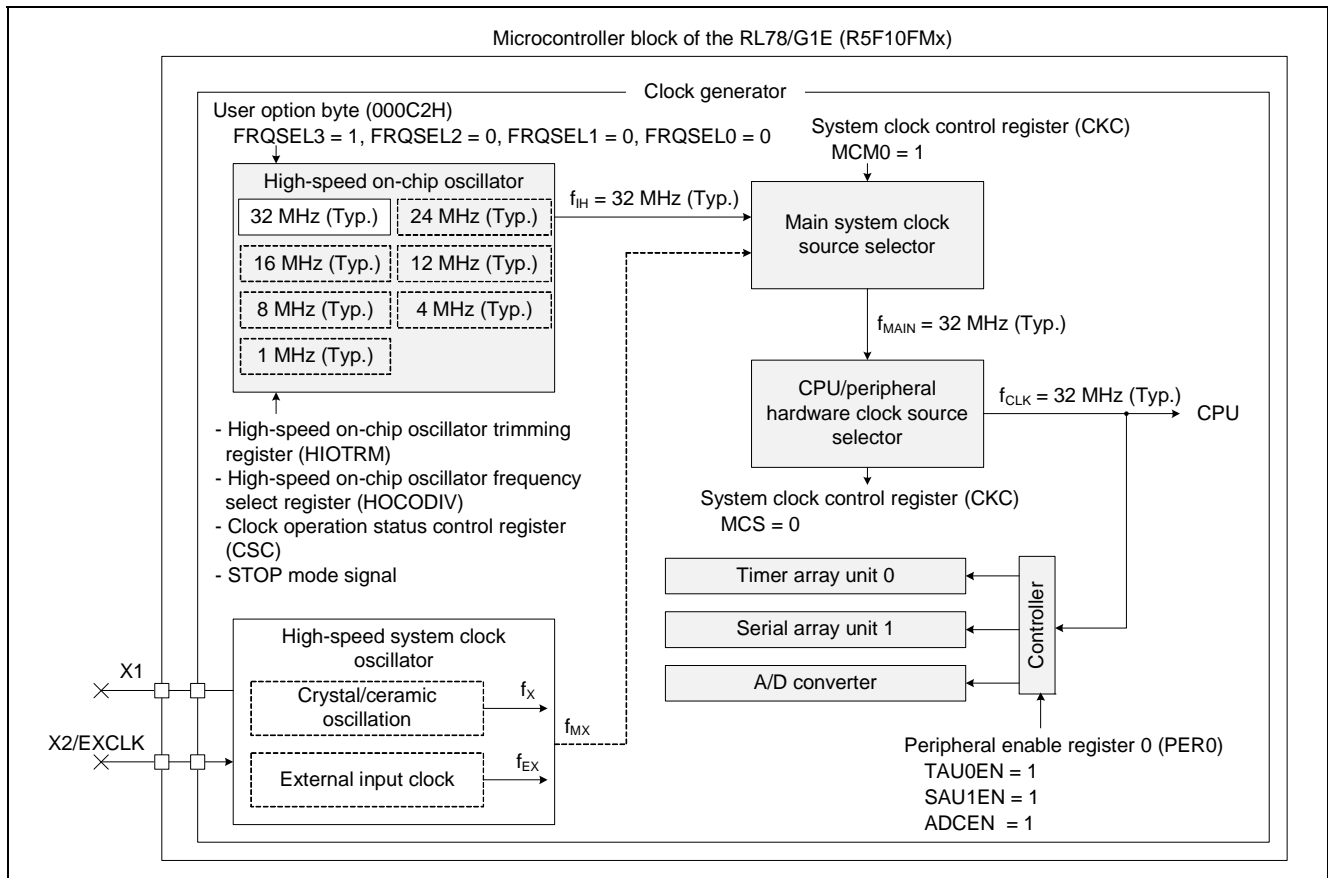 Microcontroller block of the RL78/G1E (R5F10FMx)
Clock generator
User option byte (000C2H)
FRQSEL3 = 1, FRQSEL2 = 0, FRQSEL1 = 0, FRQSEL0 = 0
High-speed on-chip oscillator
32 MHz (Typ.)
24 MHz (Typ.)
16 MHz (Typ.)
12 MHz (Typ.)
8 MHz (Typ.)
4 MHz (Typ.)
1 MHz (Typ.)
fIH = 32 MHz (Typ.)
System clock control register (CKC)
MCM0 = 1
Main system clock
source selector
fMAIN = 32 MHz (Typ.)
CPU/peripheral
hardware clock source
selector
fCLK = 32 MHz (Typ.)
CPU
System clock control register (CKC)
MCS = 0
- High-speed on-chip oscillator trimming
register (HIOTRM)
- High-speed on-chip oscillator frequency
select register (HOCODIV)
- Clock operation status control register
(CSC)
- STOP mode signal
Timer array unit 0
Serial array unit 1
A/D converter
Controller
Peripheral enable register 0 (PER0)
TAU0EN = 1
SAU1EN = 1
ADCEN = 1
High-speed system clock
oscillator
X1
Crystal/ceramic
oscillation
fX
fMX
X2/EXCLK
External input clock
fEX